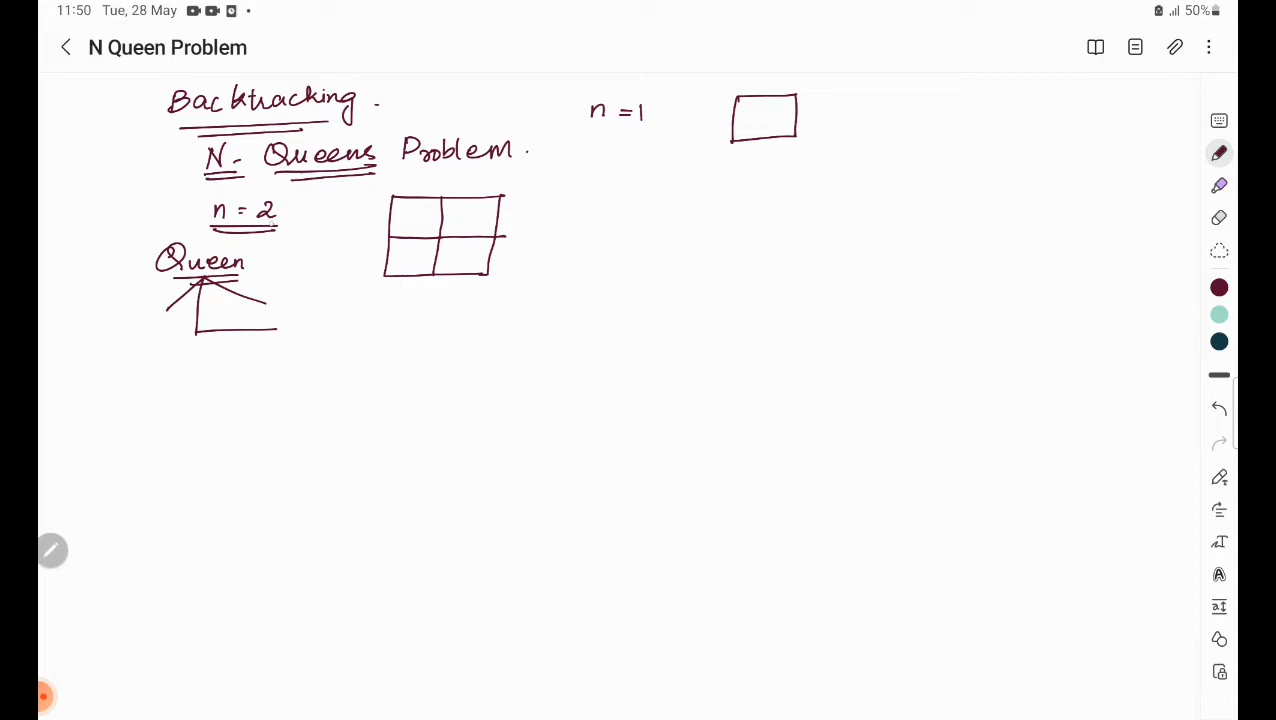 11:50 Tue, 28 May
50%
N Queen Problem
Backtracking.
n = 1
N- Queens Problem.
n = 2
Queen